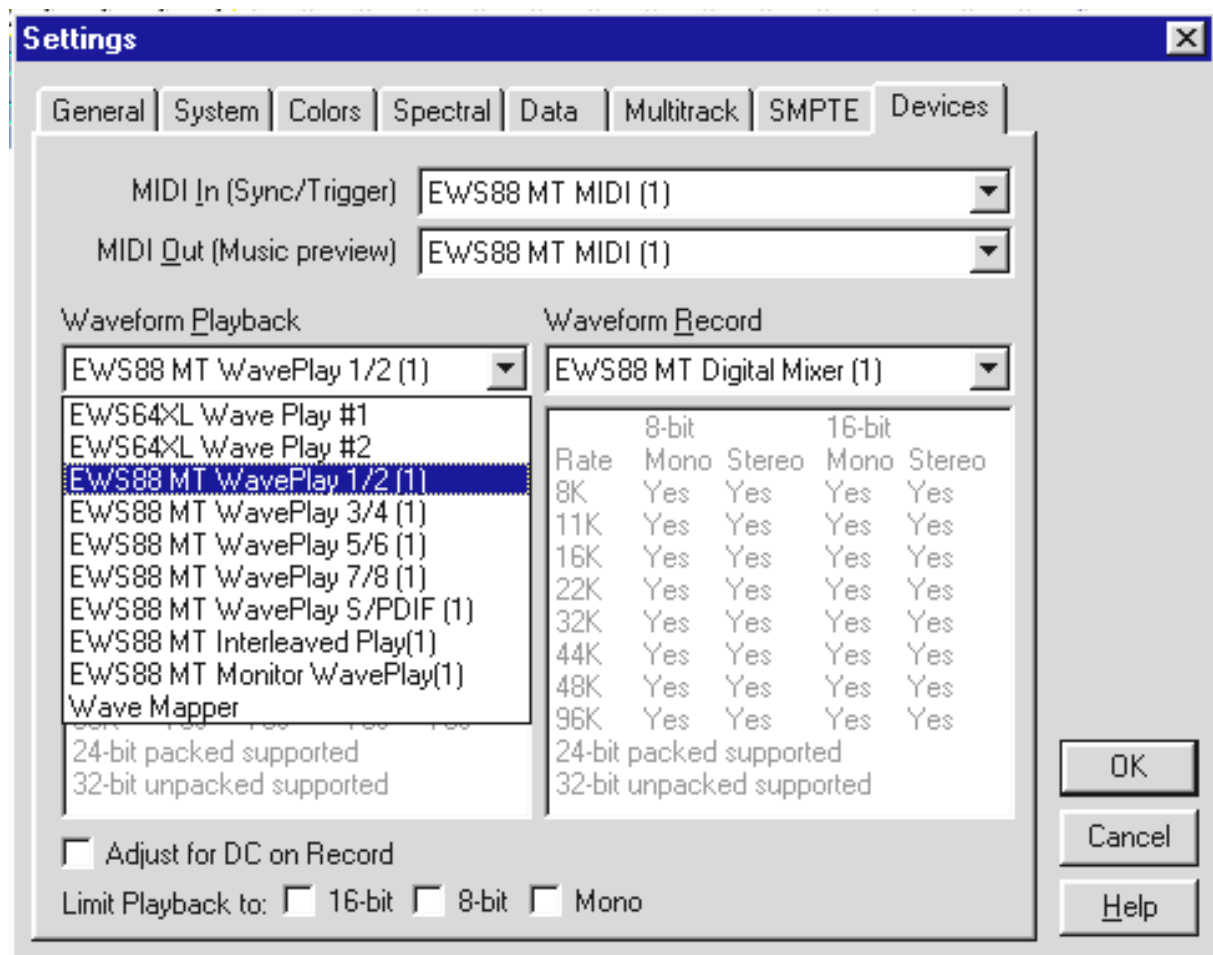 Settings
General System Colors Spectral Data Multitrack SMPTE Devices
MIDI In (Sync/Trigger) EWS88 MT MIDI (1)
MIDI Out (Music preview) EWS88 MT MIDI (1)
Waveform Playback
EWS88 MT WavePlay 1/2 (1)
EWS64XL Wave Play #1
EWS64XL Wave Play #2
EWS88 MT WavePlay 1/2 (1)
EWS88 MT WavePlay 3/4 (1)
EWS88 MT WavePlay 5/6 (1)
EWS88 MT WavePlay 7/8 (1)
EWS88 MT WavePlay S/PDIF (1)
EWS88 MT Interleaved Play(1)
EWS88 MT Monitor WavePlay(1)
Wave Mapper
24-bit packed supported
32-bit unpacked supported
Waveform Record
EWS88 MT Digital Mixer (1)
8-bit 16-bit
Rate Mono Stereo Mono Stereo
8K Yes Yes Yes Yes
11K Yes Yes Yes Yes
16K Yes Yes Yes Yes
22K Yes Yes Yes Yes
32K Yes Yes Yes Yes
44K Yes Yes Yes Yes
48K Yes Yes Yes Yes
96K Yes Yes Yes Yes
24-bit packed supported
32-bit unpacked supported
Adjust for DC on Record
Limit Playback to: 16-bit 8-bit Mono
OK
Cancel
Help